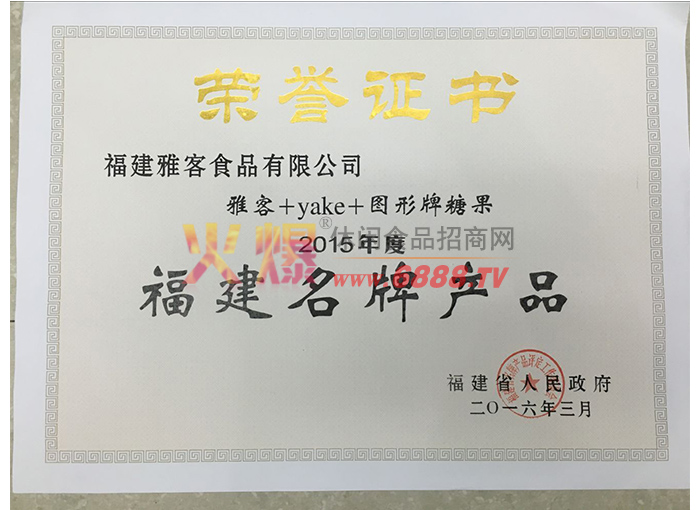 荣誉证书
福建雅客食品有限公司
雅客+yake+图形牌糖果
火爆®休闲食品招商网
2015年度
www.6888.TV
福建名牌产品
福建省人民政府
二〇一六年三月